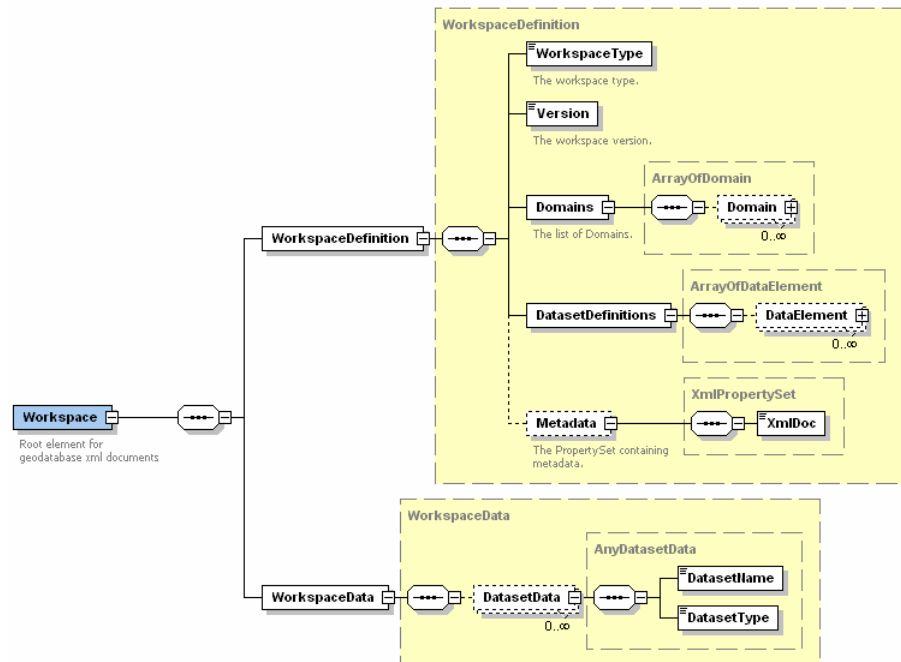 WorkspaceDefinition
WorkspaceType
The workspace type.
Version
The workspace version.
ArrayOfDomain
Domains
Domain
The list of Domains.
0..∞
WorkspaceDefinition
ArrayOfDataElement
DatasetDefinitions
DataElement
0..∞
XmlPropertySet
Metadata
XmlDoc
The PropertySet containing
metadata.
Workspace
Root element for
geodatabase xml documents
WorkspaceData
AnyDatasetData
WorkspaceData
DatasetData
0..∞
DatasetName
DatasetType